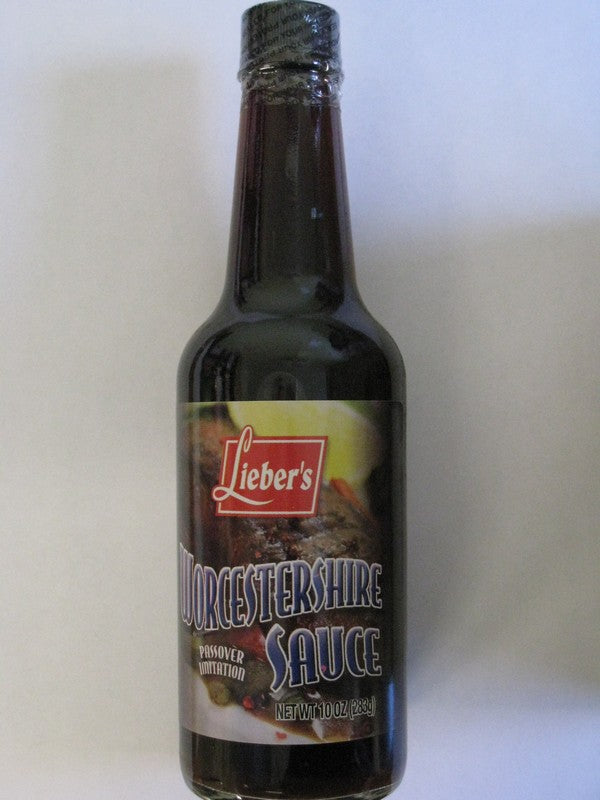 Lieber's
WORCESTERSHIRE
SAUCE
PASSOVER
IMITATION
NET WT 10 OZ (283g)